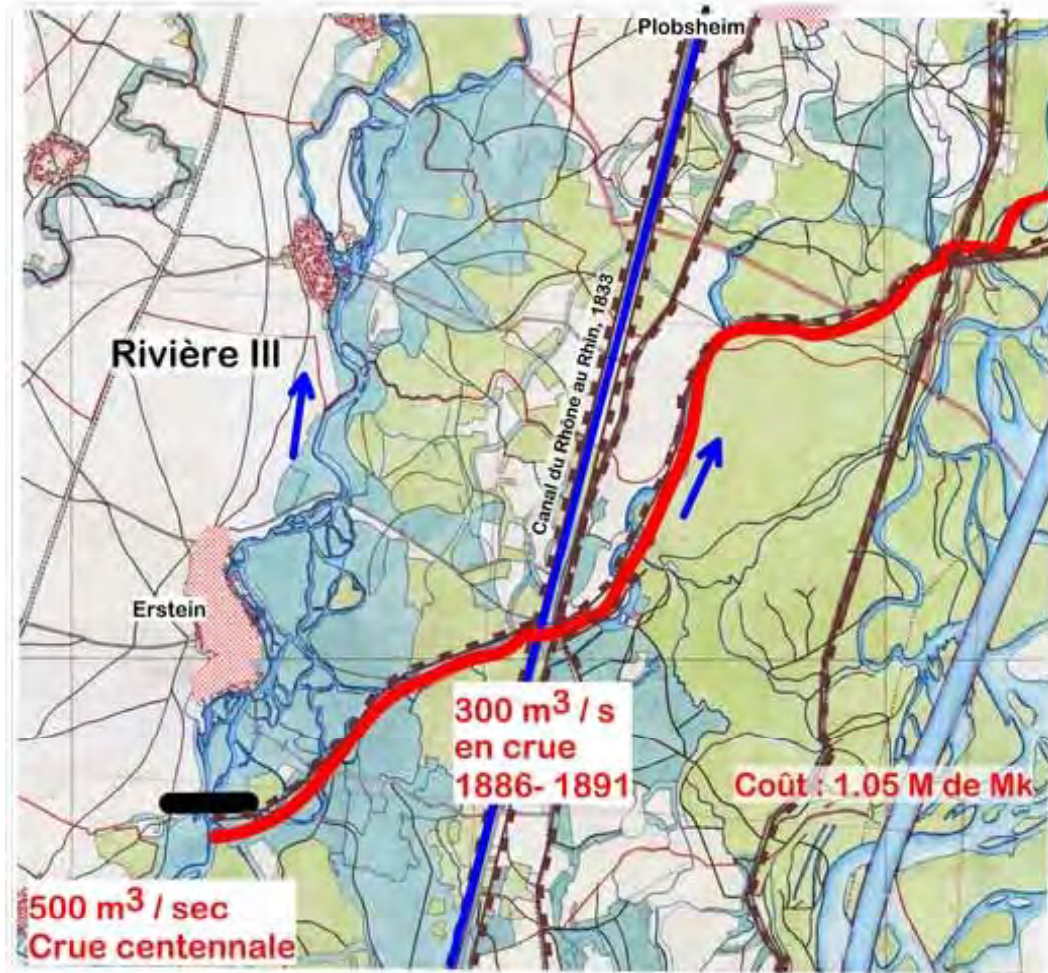 Plobsheim
Canal du Rhône au Rhin, 1833
Rivière Ill
Erstein
300 m³ / s
en crue
1886- 1891
Coût : 1.05 M de Mk
500 m³ / sec
Crue centennale